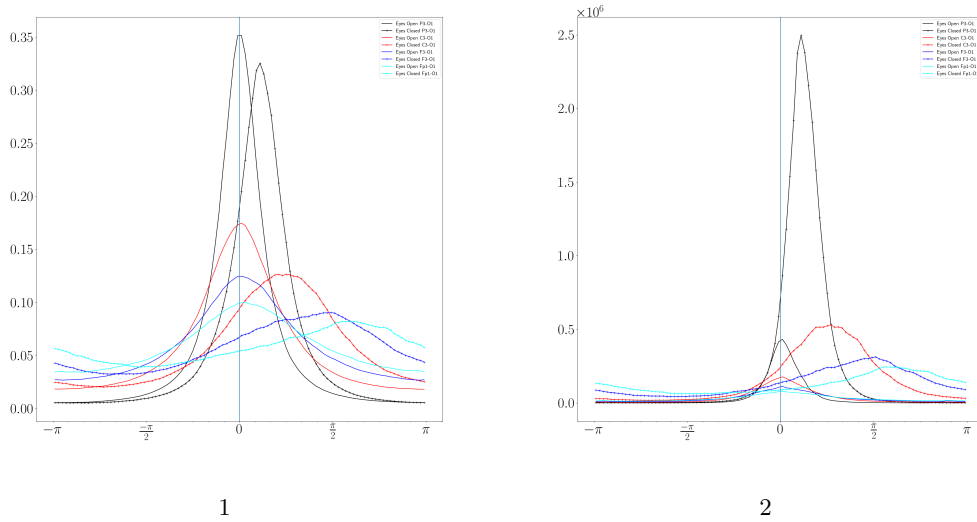 0.35
0.30
0.25
0.20
0.15
0.10
0.05
0.00
−π
−π/2
0
π/2
π
Eyes Open P3-O1
Eyes Closed P3-O1
Eyes Open C3-O1
Eyes Closed C3-O1
Eyes Open F3-O1
Eyes Closed F3-O1
Eyes Open Fp1-O1
Eyes Closed Fp1-O1
1
×10⁶
2.5
2.0
1.5
1.0
0.5
0.0
−π
−π/2
0
π/2
π
Eyes Open P3-O1
Eyes Closed P3-O1
Eyes Open C3-O1
Eyes Closed C3-O1
Eyes Open F3-O1
Eyes Closed F3-O1
Eyes Open Fp1-O1
Eyes Closed Fp1-O1
2